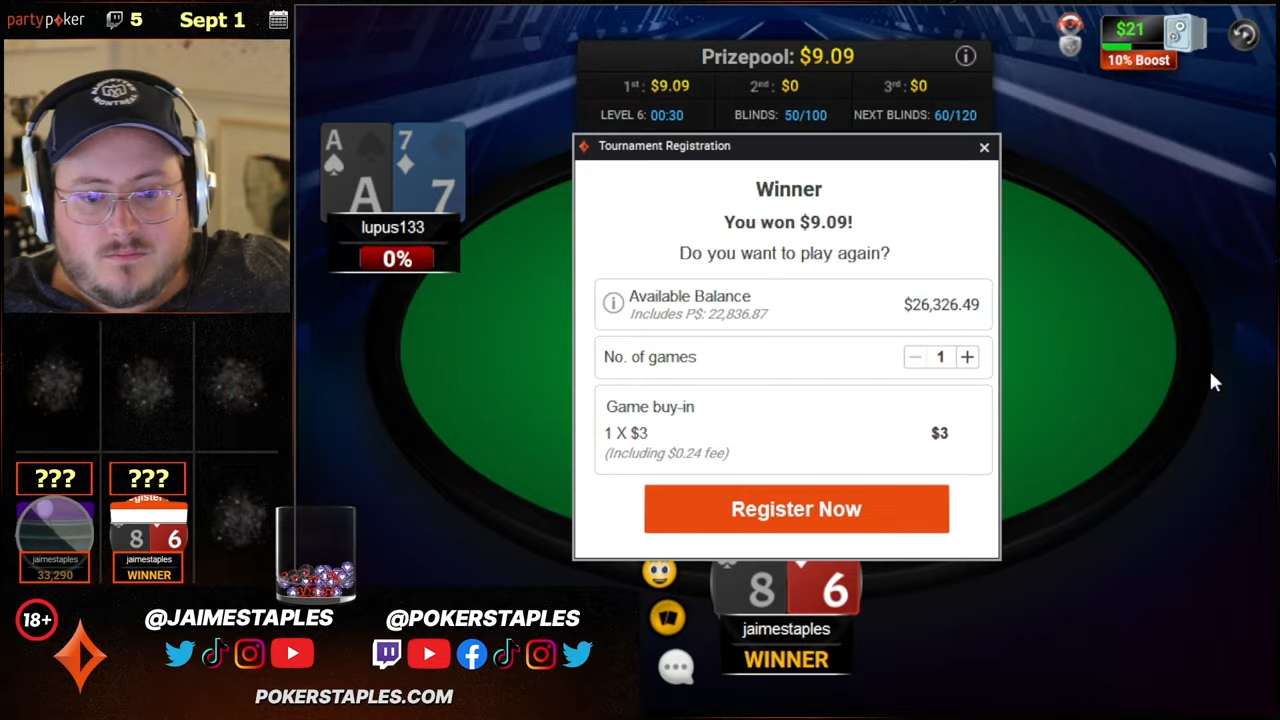 partypoker
5
Sept 1
$21
10% Boost
Prizepool: $9.09
1st: $9.09
2nd: $0
3rd: $0
LEVEL 6: 00:30
BLINDS: 50/100
NEXT BLINDS: 60/120
A
A
7
7
lupus133
0%
Tournament Registration
Winner
You won $9.09!
Do you want to play again?
Available Balance
Includes P$: 22,836.87
$26,326.49
No. of games
1
Game buy-in
1 X $3
$3
(Including $0.24 fee)
Register Now
???
???
8 6
jaimestaples
jaimestaples
33,290
WINNER
8 6
jaimestaples
WINNER
18+
@JAIMESTAPLES
@POKERSTAPLES
POKERSTAPLES.COM